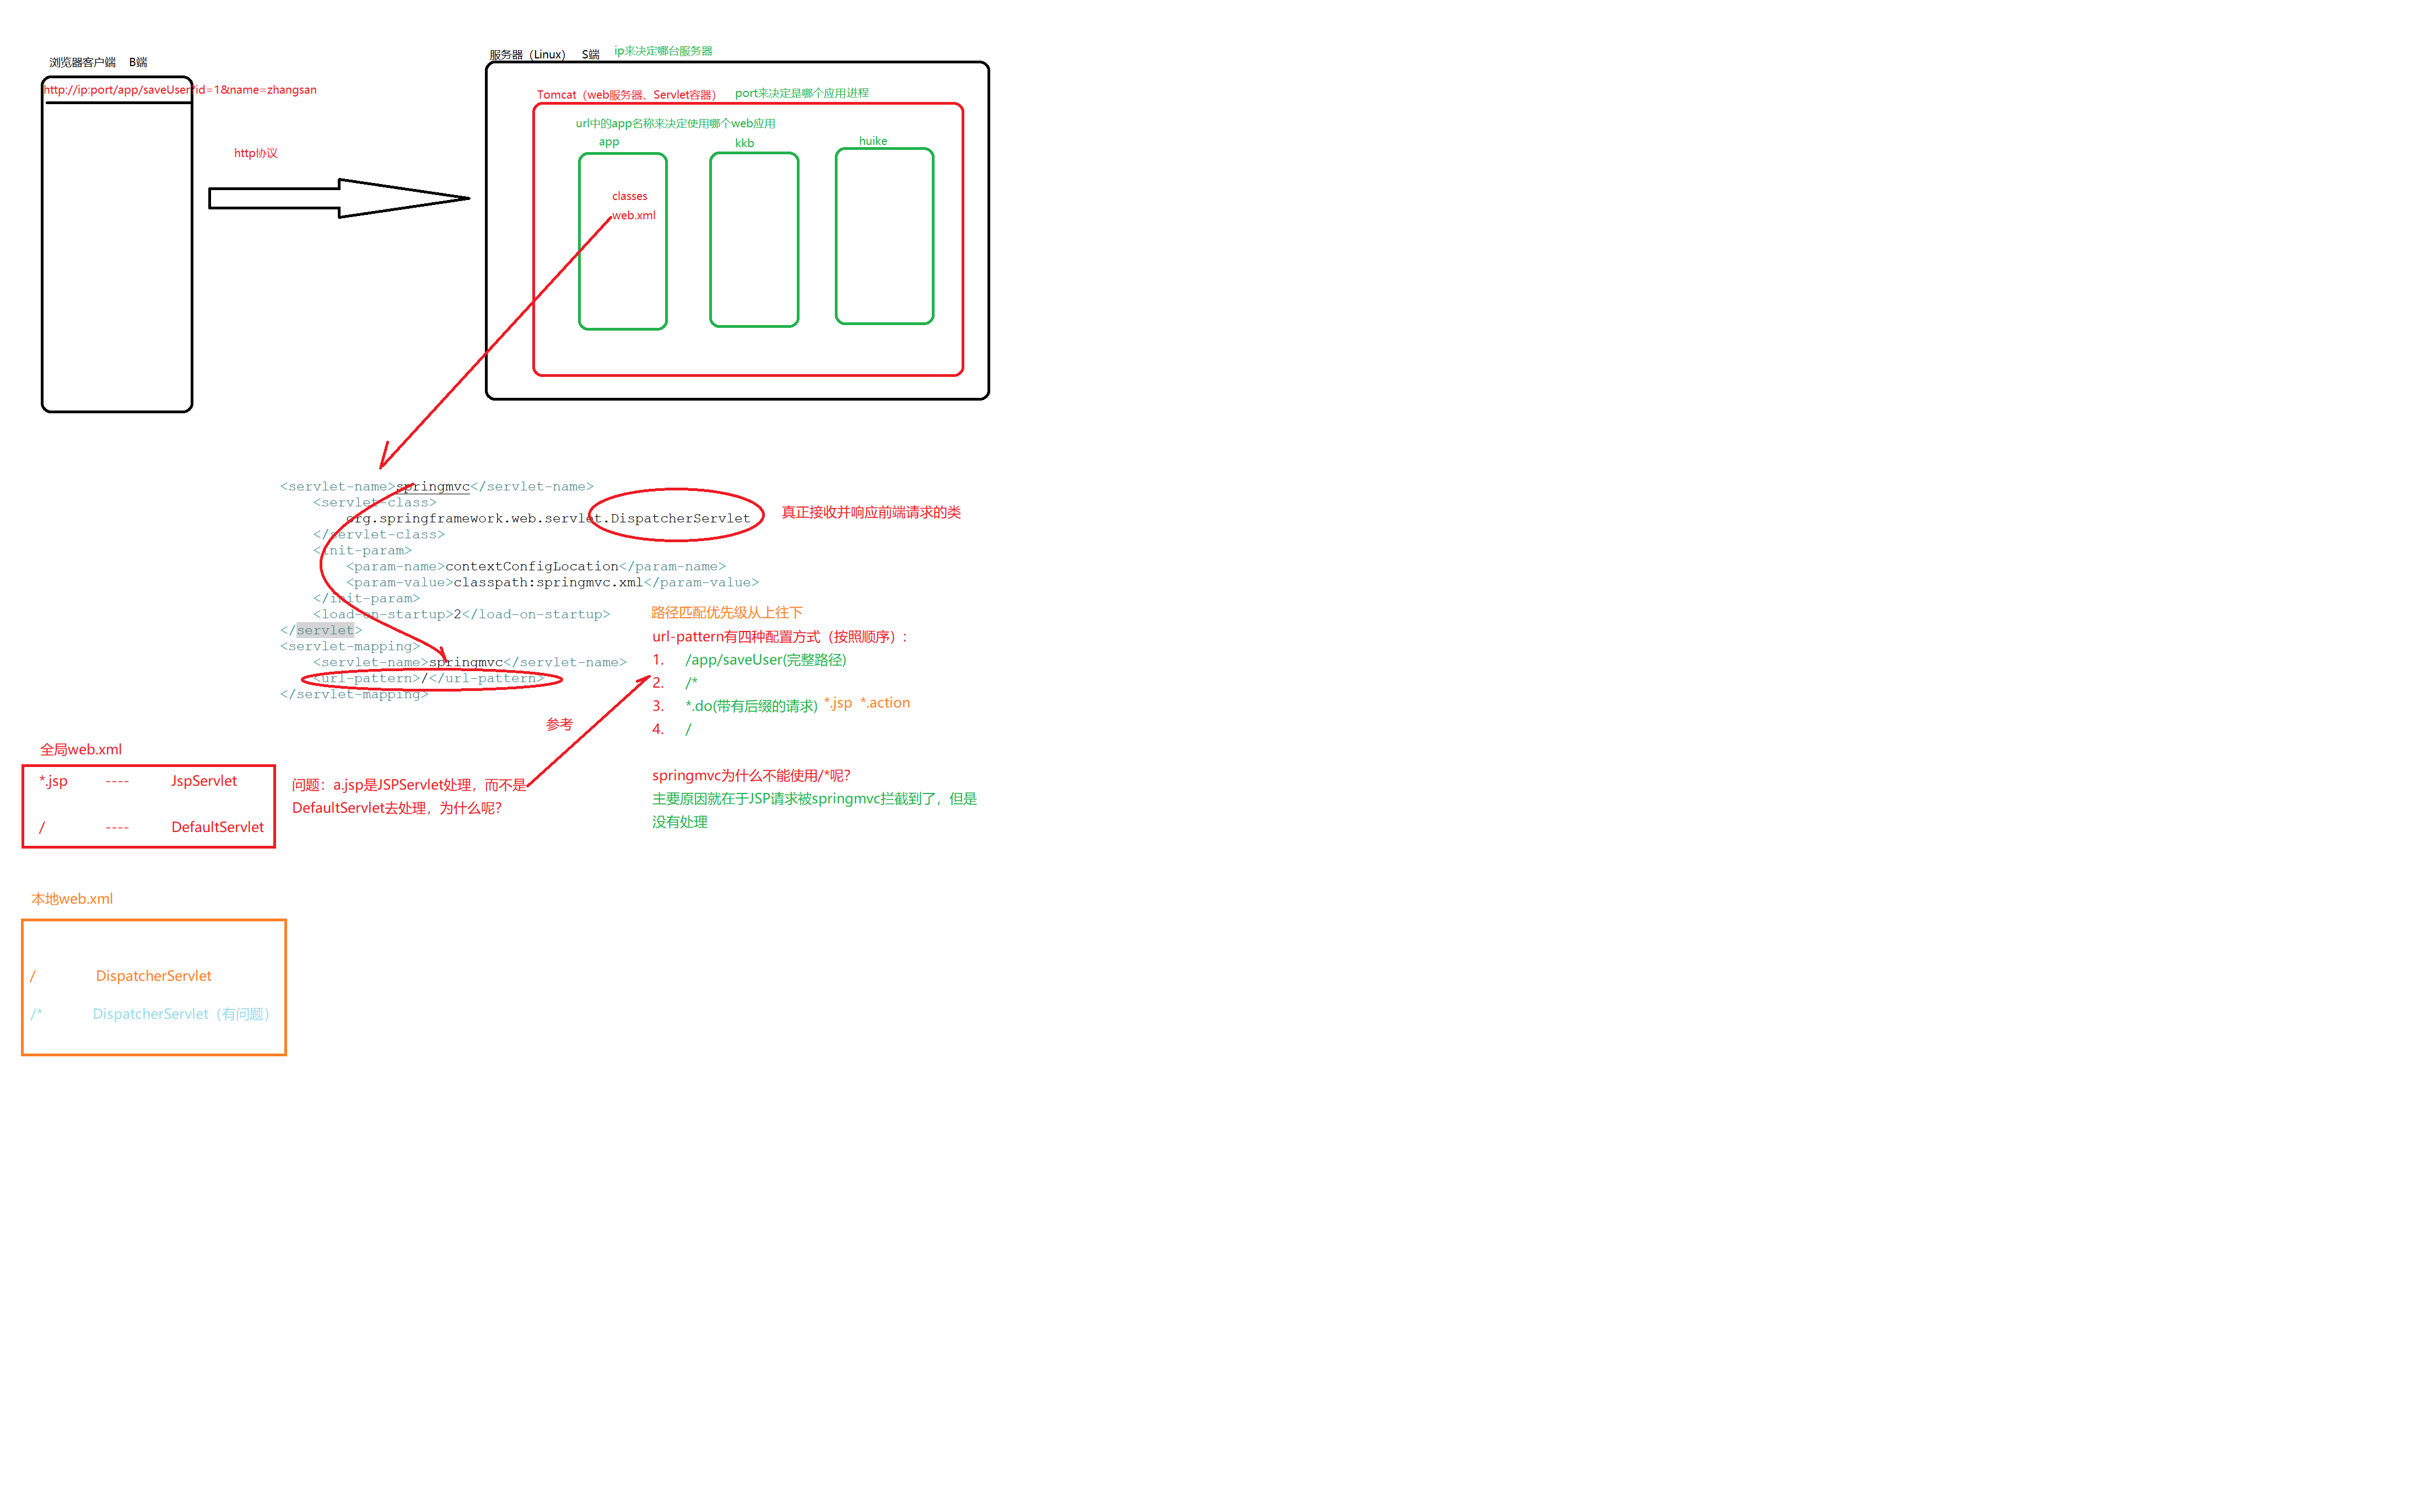 浏览器客户端 B端
http://ip:port/app/saveUser?id=1&name=zhangsan
http协议
服务器（Linux） S端 ip来决定哪台服务器
Tomcat（web服务器、Servlet容器） port来决定是哪个应用进程
url中的app名称来决定使用哪个web应用
app kkb huike
classes
web.xml
<servlet-name>springmvc</servlet-name>
<servlet-class>
org.springframework.web.servlet.DispatcherServlet
</servlet-class>
<init-param>
<param-name>contextConfigLocation</param-name>
<param-value>classpath:springmvc.xml</param-value>
</init-param>
<load-on-startup>2</load-on-startup>
</servlet>
<servlet-mapping>
<servlet-name>springmvc</servlet-name>
<url-pattern>/</url-pattern>
</servlet-mapping>
真正接收并响应前端请求的类
路径匹配优先级从上往下
url-pattern有四种配置方式（按照顺序）:
1. /app/saveUser(完整路径)
2. /*
3. *.do(带有后缀的请求) *.jsp *.action
4. /
参考
springmvc为什么不能使用/*呢?
主要原因就在于JSP请求被springmvc拦截到了，但是
没有处理
全局web.xml
*.jsp ---- JspServlet
/ ---- DefaultServlet
问题：a.jsp是JSPServlet处理，而不是
DefaultServlet去处理，为什么呢?
本地web.xml
/ DispatcherServlet
/* DispatcherServlet（有问题）